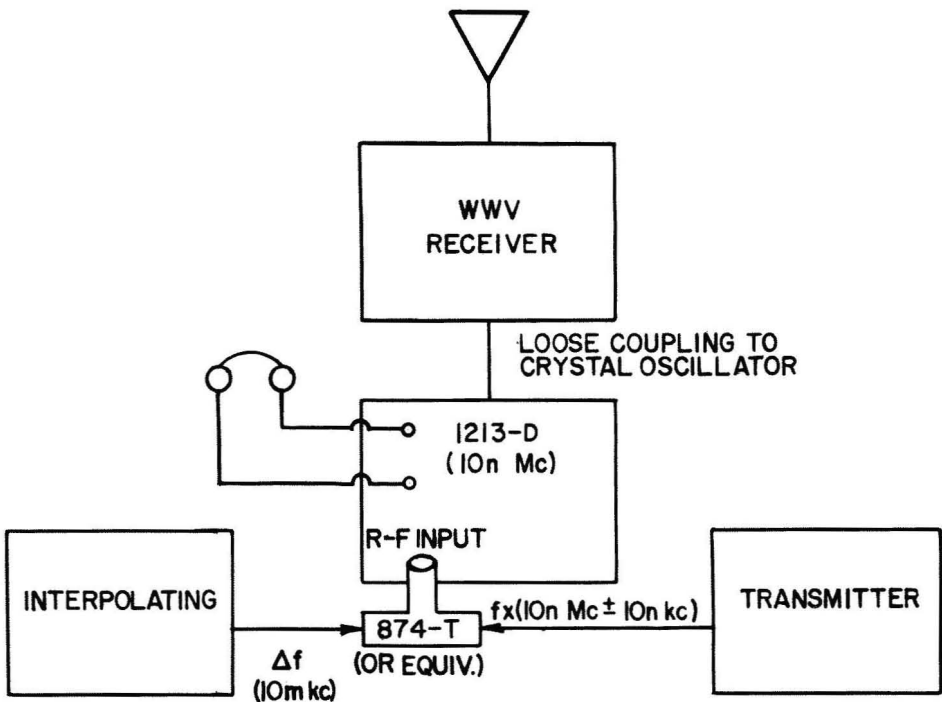 WWV
RECEIVER
LOOSE COUPLING TO
CRYSTAL OSCILLATOR
1213-D
(10n Mc)
R-F INPUT
INTERPOLATING
TRANSMITTER
fx(10n Mc ± 10n kc)
874-T
(OR EQUIV.)
Δf
(10m kc)